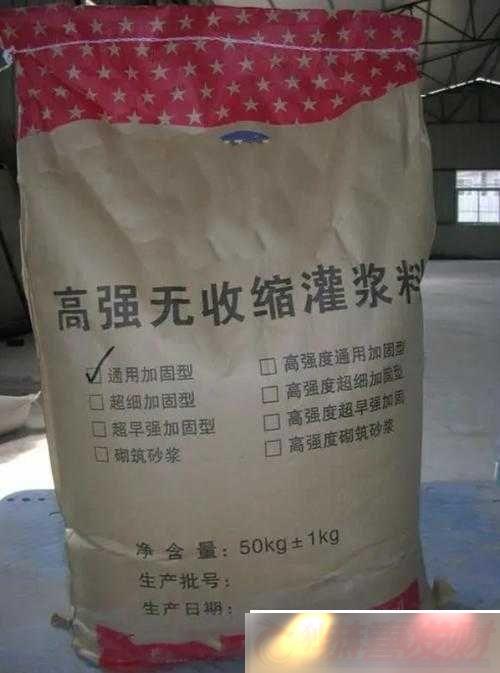 高强无收缩灌浆料
通用加固型
超细加固型
超早强加固型
砌筑砂浆
高强度通用加固型
高强度超细加固型
高强度超早强加固
高强度砌筑砂浆
净含量：50kg±1kg
生产批号：
生产日期：